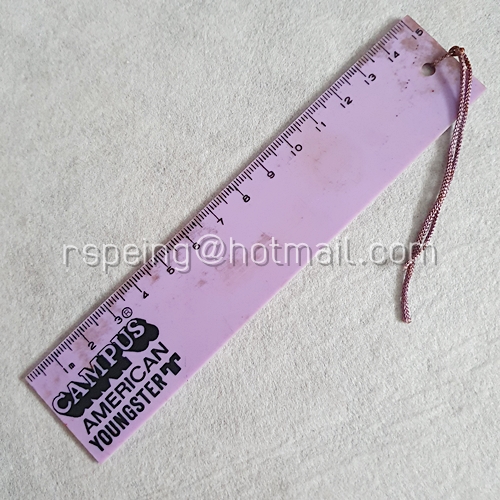 1 2 3 4 5 6 7 8 9 10 11 12 13 14 15
CAMPUS®
AMERICAN
YOUNGSTER
rspeing@hotmail.com